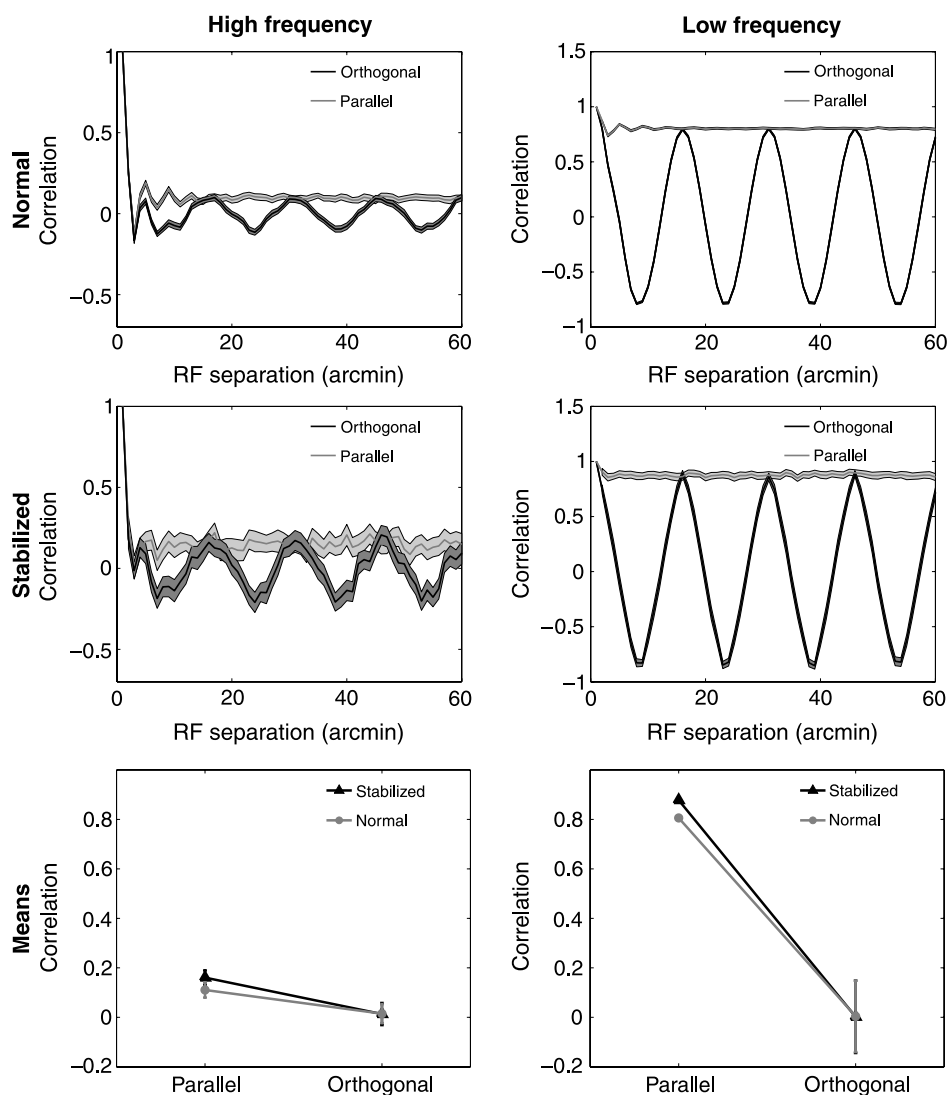 High frequency
Low frequency
Normal
Correlation
1
0.5
0
−0.5
Orthogonal
Parallel
0
20
40
60
RF separation (arcmin)
Correlation
1.5
1
0.5
0
−0.5
−1
Orthogonal
Parallel
0
20
40
60
RF separation (arcmin)
Stabilized
Correlation
1
0.5
0
−0.5
Orthogonal
Parallel
0
20
40
60
RF separation (arcmin)
Correlation
1.5
1
0.5
0
−0.5
−1
Orthogonal
Parallel
0
20
40
60
RF separation (arcmin)
Means
Correlation
0.8
0.6
0.4
0.2
0
−0.2
Stabilized
Normal
Parallel
Orthogonal
Correlation
0.8
0.6
0.4
0.2
0
−0.2
Stabilized
Normal
Parallel
Orthogonal